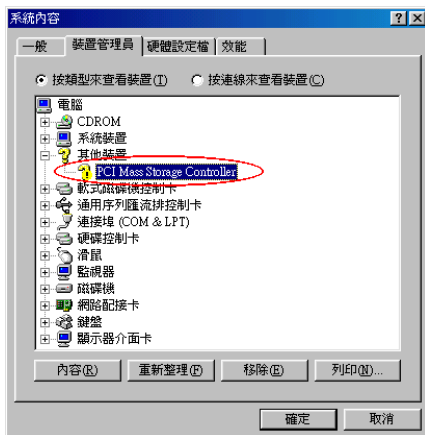 系統內容
一般 裝置管理員 硬體設定檔 效能
按類型來查看裝置(T) 按連線來查看裝置(C)
電腦
CDROM
系統裝置
其他裝置
PCI Mass Storage Controller
軟式磁碟機控制卡
通用序列匯流排控制卡
連接埠 (COM & LPT)
硬碟控制卡
滑鼠
監視器
磁碟機
網路配接卡
鍵盤
顯示器介面卡
內容(R) 重新整理(F) 移除(E) 列印(N)...
確定 取消